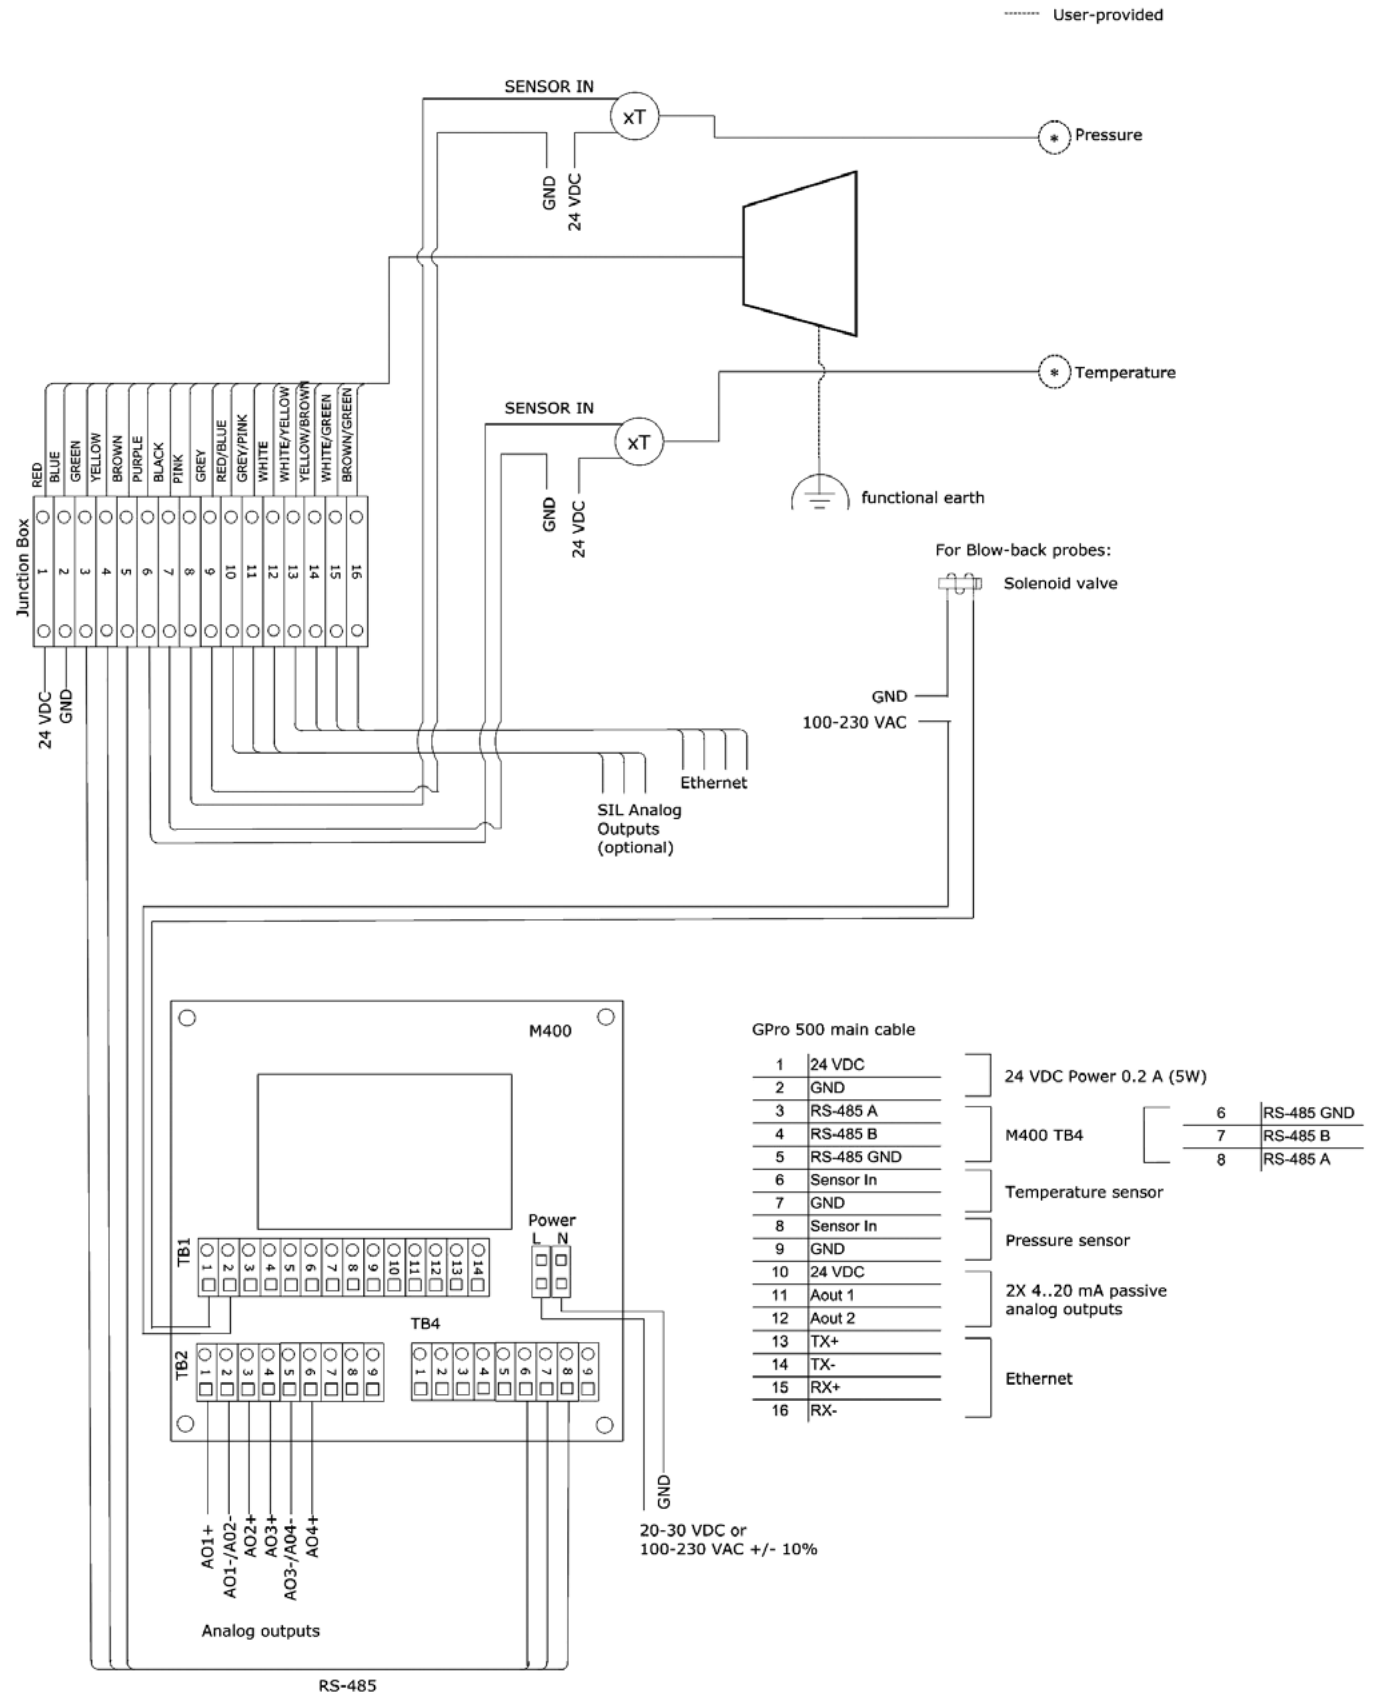 User-provided
SENSOR IN
xT
* Pressure
GND
24 VDC
* Temperature
SENSOR IN
xT
GND
24 VDC
functional earth
RED
BLUE
GREEN
YELLOW
BROWN
PURPLE
BLACK
PINK
GREY
RED/BLUE
GREY/PINK
WHITE
WHITE/YELLOW
YELLOW/BROWN
WHITE/GREEN
BROWN/GREEN
Junction Box
1 2 3 4 5 6 7 8 9 10 11 12 13 14 15 16
24 VDC
GND
For Blow-back probes:
Solenoid valve
GND
100-230 VAC
Ethernet
SIL Analog
Outputs
(optional)
M400
Power
L N
TB1
1 2 3 4 5 6 7 8 9 10 11 12 13 14
TB4
1 2 3 4 5 6 7 8 9
TB2
1 2 3 4 5 6 7 8 9
AO1+
AO1-/A02-
AO2+
AO3+
AO3-/A04-
AO4+
Analog outputs
GND
20-30 VDC or
100-230 VAC +/- 10%
RS-485
GPro 500 main cable
1 24 VDC
2 GND
3 RS-485 A
4 RS-485 B
5 RS-485 GND
6 Sensor In
7 GND
8 Sensor In
9 GND
10 24 VDC
11 Aout 1
12 Aout 2
13 TX+
14 TX-
15 RX+
16 RX-
24 VDC Power 0.2 A (5W)
M400 TB4
6 RS-485 GND
7 RS-485 B
8 RS-485 A
Temperature sensor
Pressure sensor
2X 4..20 mA passive
analog outputs
Ethernet